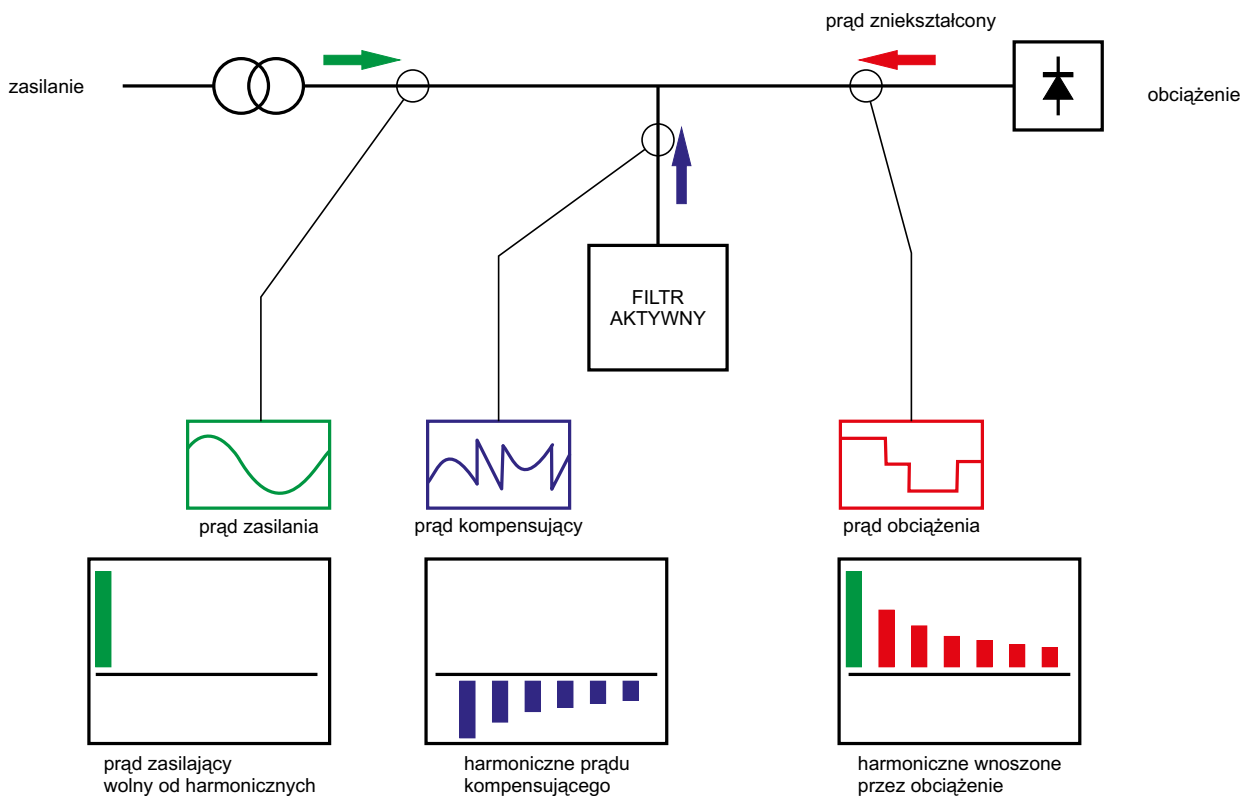 prąd zniekształcony
zasilanie
obciążenie
FILTR
AKTYWNY
prąd zasilania
prąd kompensujący
prąd obciążenia
prąd zasilający
wolny od harmonicznych
harmoniczne prądu
kompensującego
harmoniczne wnoszone
przez obciążenie